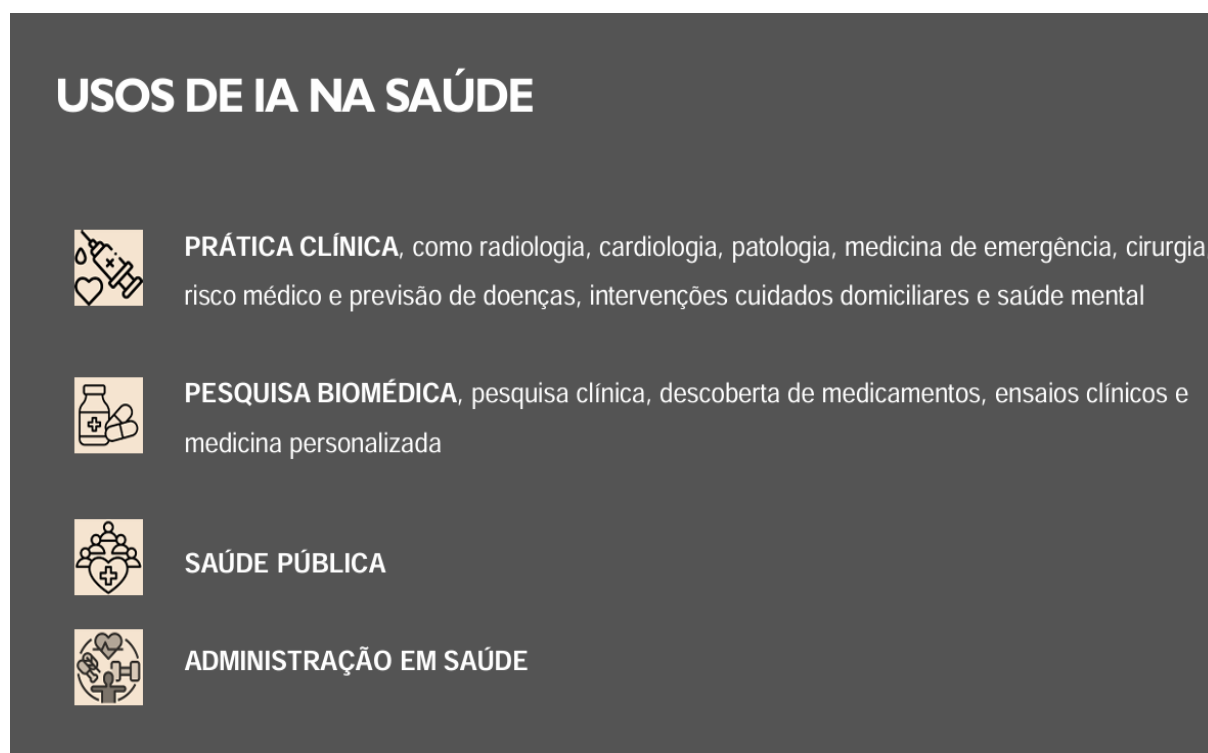 USOS DE IA NA SAÚDE
PRÁTICA CLÍNICA, como radiologia, cardiologia, patologia, medicina de emergência, cirurgia,
risco médico e previsão de doenças, intervenções cuidados domiciliares e saúde mental
PESQUISA BIOMÉDICA, pesquisa clínica, descoberta de medicamentos, ensaios clínicos e
medicina personalizada
SAÚDE PÚBLICA
ADMINISTRAÇÃO EM SAÚDE